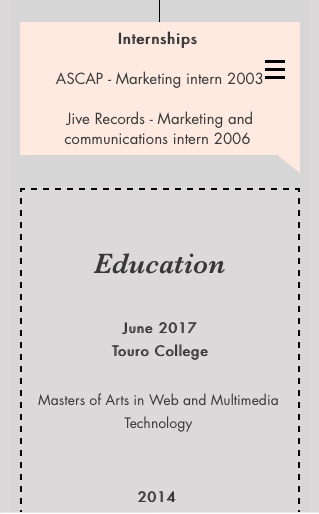 Internships
ASCAP - Marketing intern 2003
Jive Records - Marketing and
communications intern 2006
Education
June 2017
Touro College
Masters of Arts in Web and Multimedia
Technology
2014